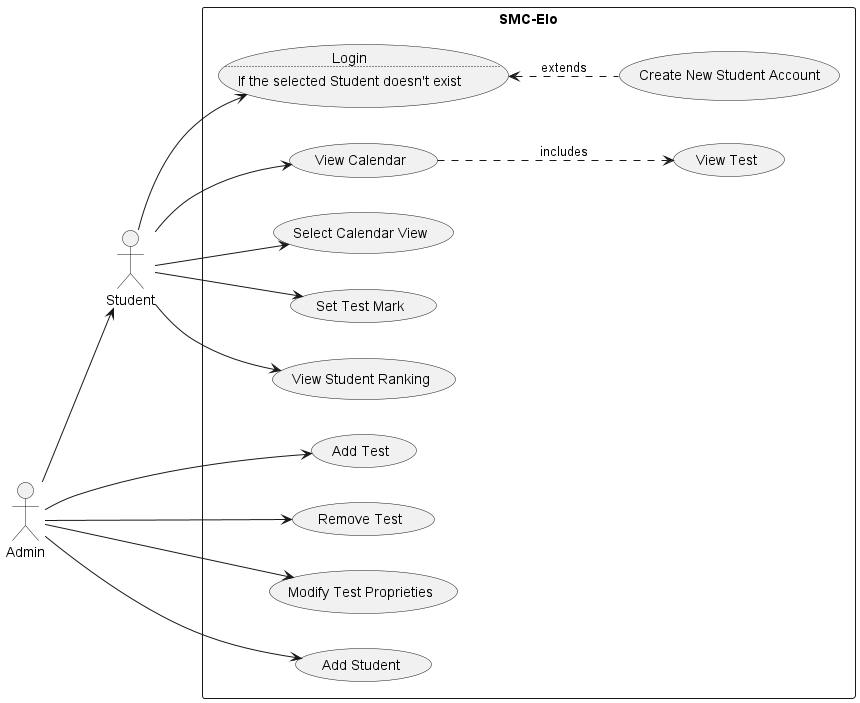 SMC-Elo
Login
If the selected Student doesn't exist
extends
Create New Student Account
View Calendar
includes
View Test
Select Calendar View
Student
Set Test Mark
View Student Ranking
Add Test
Remove Test
Admin
Modify Test Proprieties
Add Student